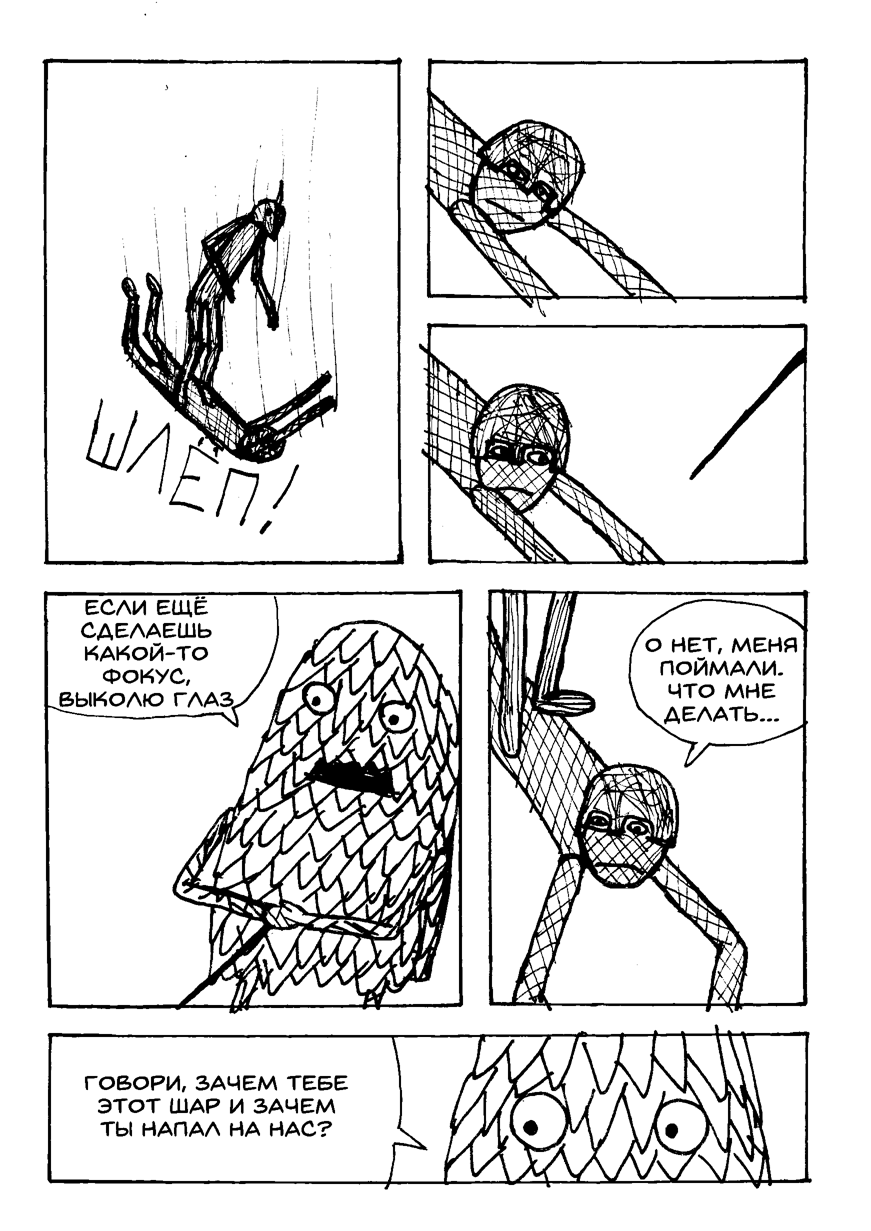 ШЛЁП!
ЕСЛИ ЕЩЁ
СДЕЛАЕШЬ
КАКОЙ-ТО
ФОКУС,
ВЫКОЛЮ ГЛАЗ
О НЕТ, МЕНЯ
ПОЙМАЛИ.
ЧТО МНЕ
ДЕЛАТЬ...
ГОВОРИ, ЗАЧЕМ ТЕБЕ
ЭТОТ ШАР И ЗАЧЕМ
ТЫ НАПАЛ НА НАС?